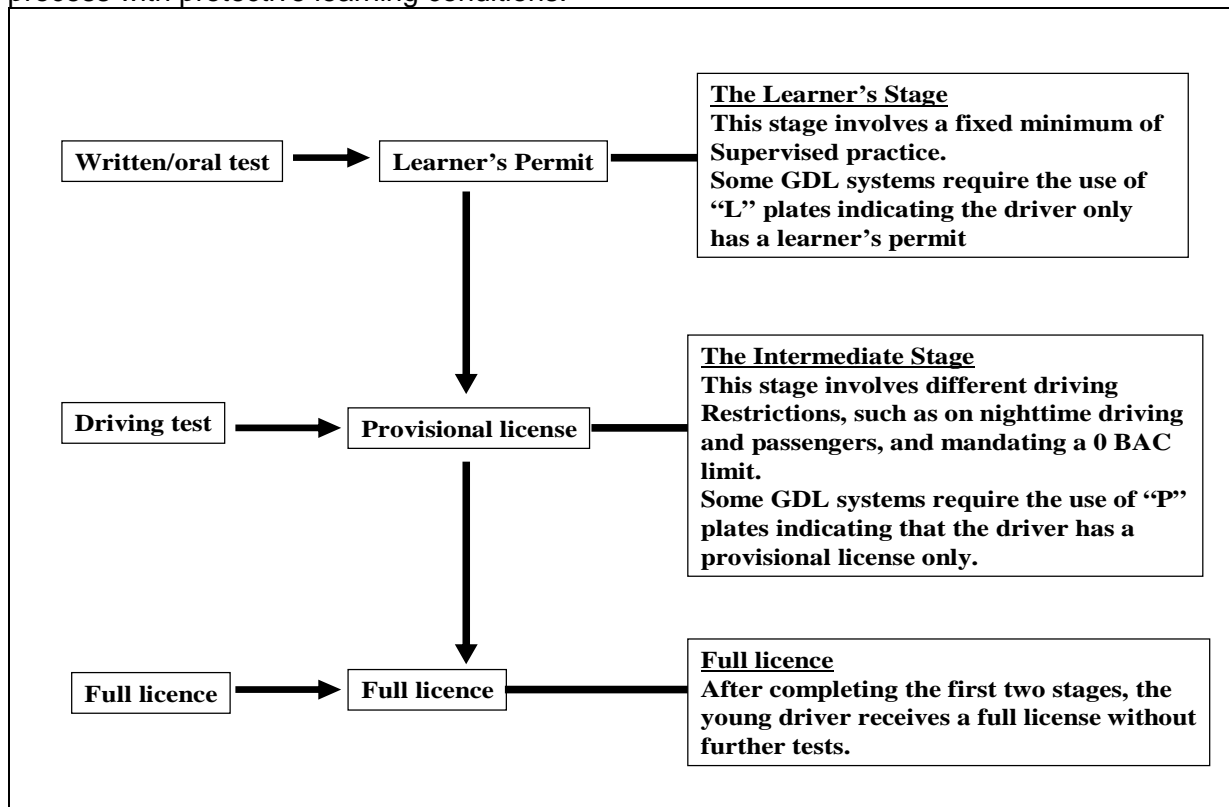 process with protective learning conditions.
Written/oral test
Learner's Permit
The Learner's Stage
This stage involves a fixed minimum of
Supervised practice.
Some GDL systems require the use of
“L” plates indicating the driver only
has a learner's permit
Driving test
Provisional license
The Intermediate Stage
This stage involves different driving
Restrictions, such as on nighttime driving
and passengers, and mandating a 0 BAC
limit.
Some GDL systems require the use of “P”
plates indicating that the driver has a
provisional license only.
Full licence
Full licence
Full licence
After completing the first two stages, the
young driver receives a full license without
further tests.